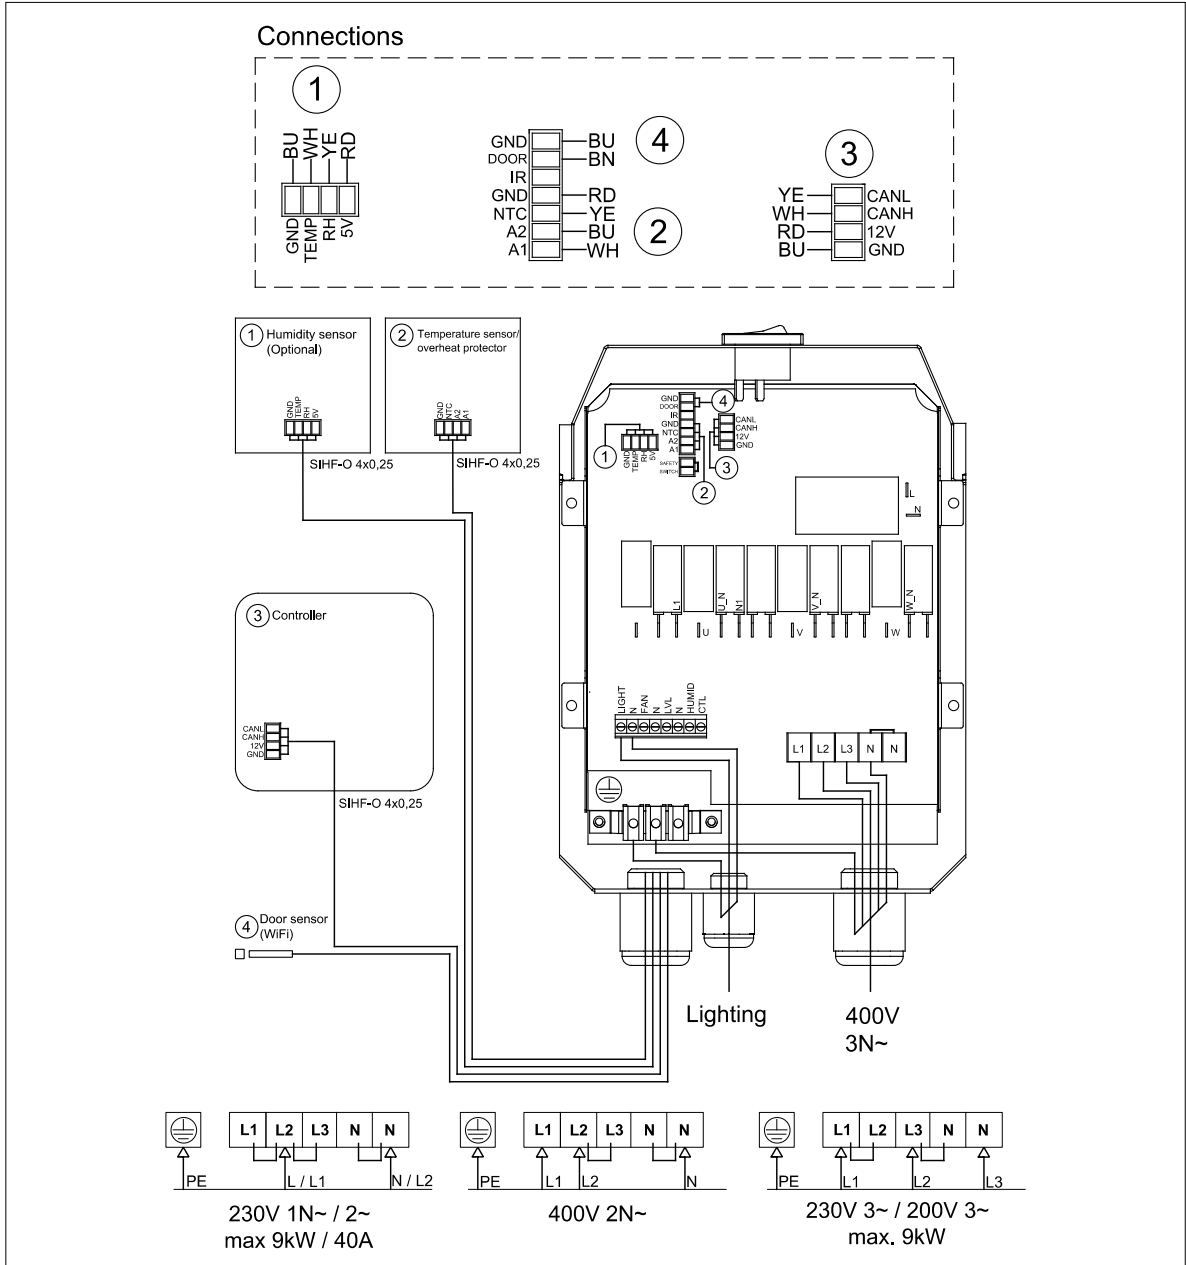 Connections
1
BU
WH
YE
RD
GND
TEMP
RH
5V
GND BU
DOOR BN
IR
GND RD
NTC YE
A2 BU
A1 WH
4
2
3
YE CANL
WH CANH
RD 12V
BU GND
1 Humidity sensor
(Optional)
GND
TEMP
RH
5V
SIHF-O 4x0,25
2 Temperature sensor/
overheat protector
GND
NTC
A2
A1
SIHF-O 4x0,25
GND
DOOR
IR
GND
NTC
A2
A1
SAFETY
SWITCH
4
CANL
CANH
12V
GND
1
GND
TEMP
RH
5V
3
2
L
N
L1
U_N
N1
V_N
W_N
U
V
W
3 Controller
CANL
CANH
12V
GND
SIHF-O 4x0,25
LIGHT
N
FAN
N
LVL
N
HUMID
CTL
L1 L2 L3 N N
4 Door sensor
(WiFi)
Lighting
400V
3N~
L1 L2 L3 N N
PE L / L1 N / L2
230V 1N~ / 2~
max 9kW / 40A
L1 L2 L3 N N
PE L1 L2 N
400V 2N~
L1 L2 L3 N N
PE L1 L2 L3
230V 3~ / 200V 3~
max. 9kW